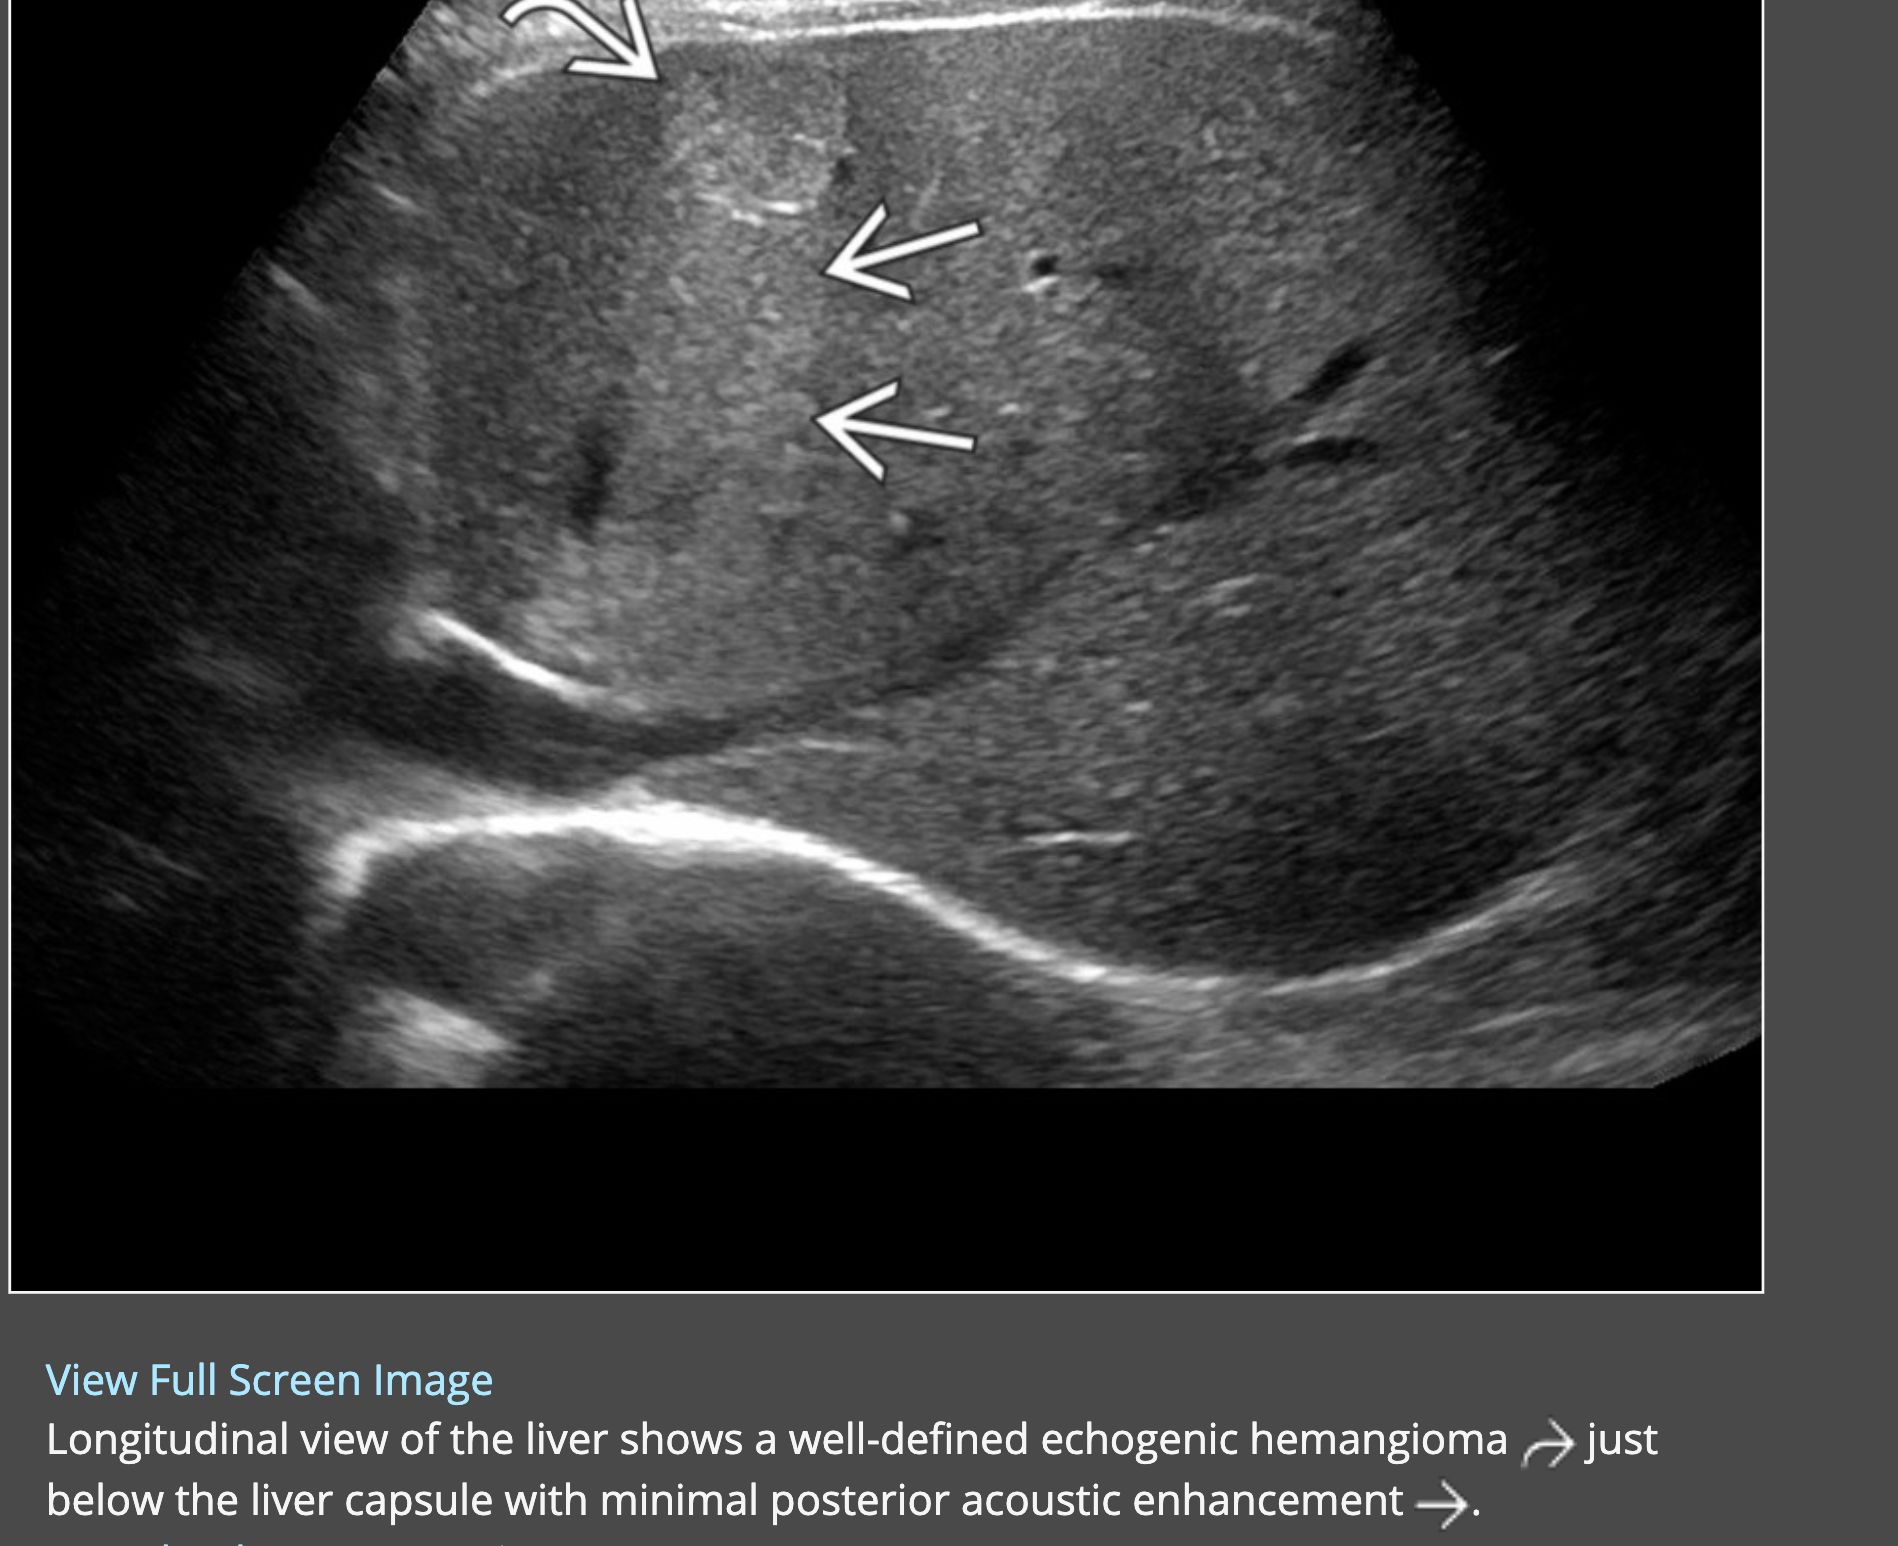 View Full Screen Image
Longitudinal view of the liver shows a well-defined echogenic hemangioma just
below the liver capsule with minimal posterior acoustic enhancement .